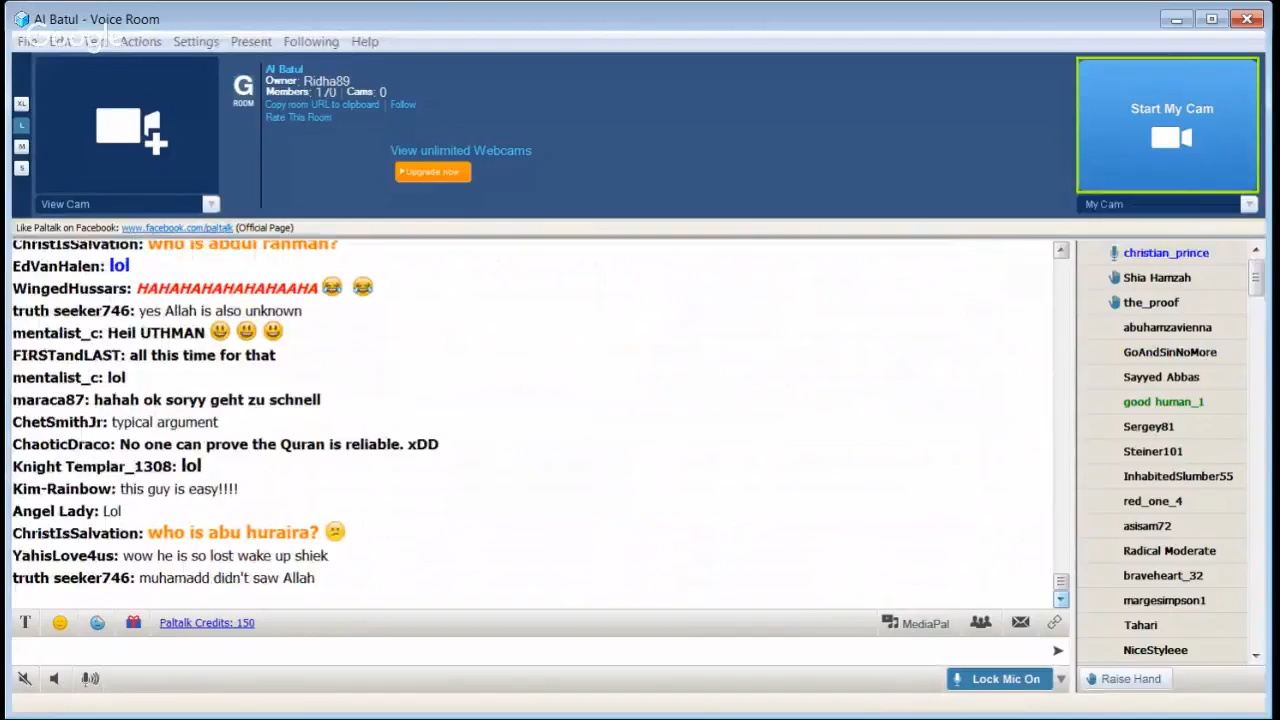 Al Batul - Voice Room
Google
Actions Settings Present Following Help
Al Batul
Owner: Ridha89
Members: 170 Cams: 0
Copy room URL to clipboard | Follow
Rate This Room
G
ROOM
XL
L
M
S
View unlimited Webcams
Upgrade now
Start My Cam
View Cam
My Cam
Like Paltalk on Facebook: www.facebook.com/paltalk (Official Page)
ChristIsSalvation: who is abdul rahman?
EdVanHalen: lol
WingedHussars: HAHAHAHAHAHAHAAHA
truth seeker746: yes Allah is also unknown
mentalist_c: Heil UTHMAN
FIRSTandLAST: all this time for that
mentalist_c: lol
maraca87: hahah ok soryy geht zu schnell
ChetSmithJr: typical argument
ChaoticDraco: No one can prove the Quran is reliable. xDD
Knight Templar_1308: lol
Kim-Rainbow: this guy is easy!!!!
Angel Lady: Lol
ChristIsSalvation: who is abu huraira?
YahisLove4us: wow he is so lost wake up shiek
truth seeker746: muhamadd didn't saw Allah
christian_prince
Shia Hamzah
the_proof
abuhamzavienna
GoAndSinNoMore
Sayyed Abbas
good human_1
Sergey81
Steiner101
InhabitedSlumber55
red_one_4
asisam72
Radical Moderate
braveheart_32
margesimpson1
Tahari
NiceStyleee
T
Paltalk Credits: 150
MediaPal
Lock Mic On
Raise Hand